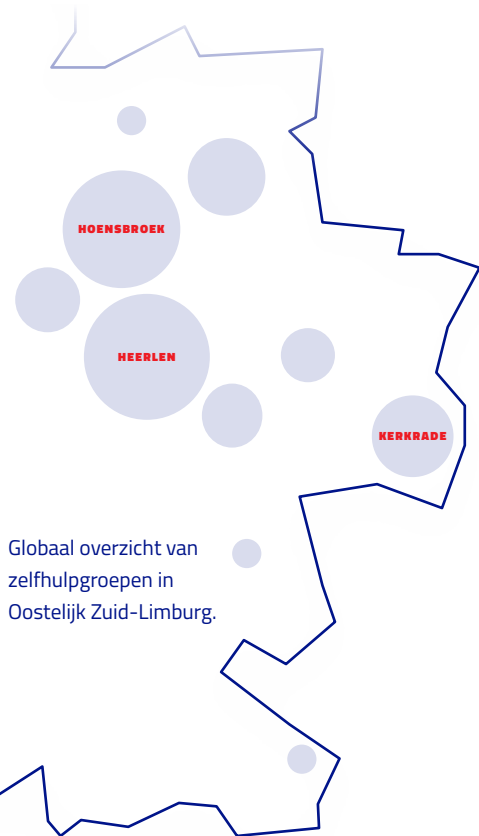 HOENSBROEK
HEERLEN
KERKRADE
Globaal overzicht van
zelfhulpgroepen in
Oostelijk Zuid-Limburg.